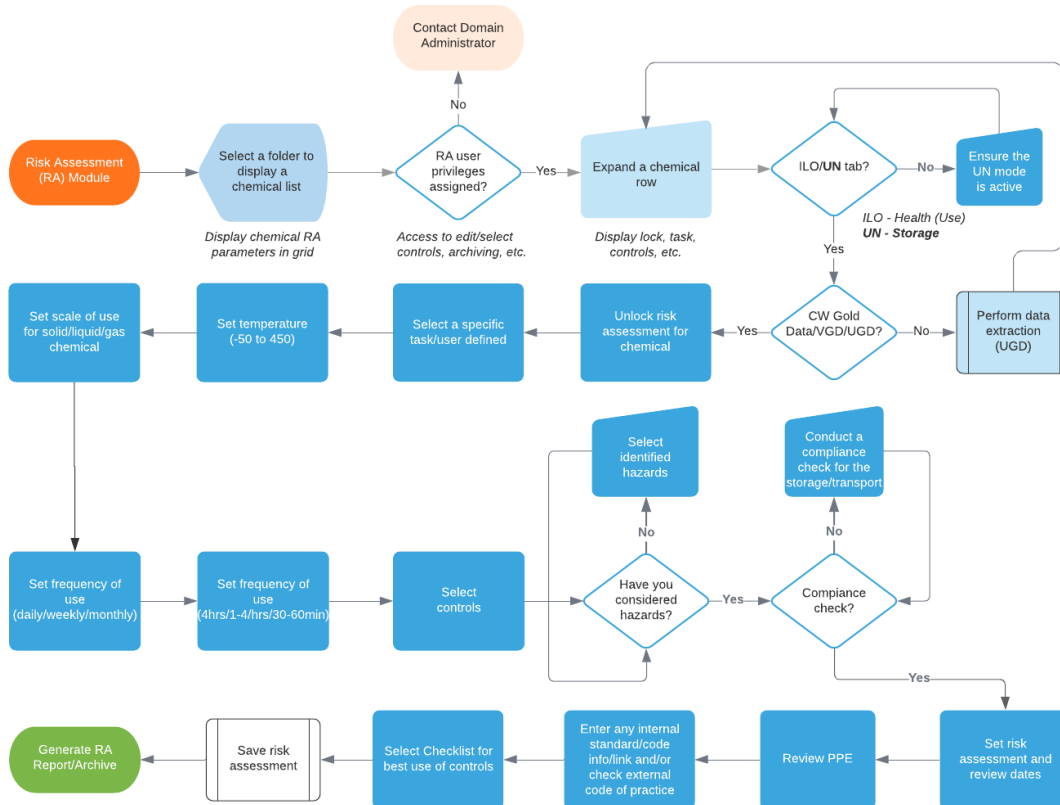 Contact Domain
Administrator
No
Risk Assessment
(RA) Module
Select a folder to
display a
chemical list
Display chemical RA
parameters in grid
RA user
privileges
assigned?
Access to edit/select
controls, archiving, etc.
Yes
Expand a chemical
row
Display lock, task,
controls, etc.
ILO/UN tab?
No
Ensure the
UN mode
is active
ILO - Health (Use)
UN - Storage
Yes
Set scale of use
for solid/liquid/gas
chemical
Set temperature
(-50 to 450)
Select a specific
task/user defined
Unlock risk
assessment for
chemical
Yes
CW Gold
Data/VGD/UGD?
No
Perform data
extraction
(UGD)
Select
identified
hazards
Conduct a
compliance
check for the
storage/transport
No
No
Set frequency of
use
(daily/weekly/monthly)
Set frequency of
use
(4hrs/1-4/hrs/30-60min)
Select
controls
Have you
considered
hazards?
Yes
Compliance
check?
Yes
Generate RA
Report/Archive
Save risk
assessment
Select Checklist for
best use of controls
Enter any internal
standard/code
info/link and/or
check external
code of practice
Review PPE
Set risk
assessment and
review dates